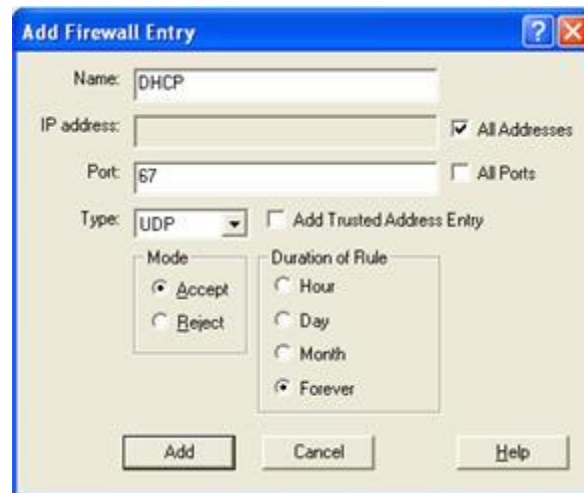 Add Firewall Entry
Name: DHCP
IP address: All Addresses
Port: 67 All Ports
Type: UDP Add Trusted Address Entry
Mode
Accept
Reject
Duration of Rule
Hour
Day
Month
Forever
Add Cancel Help